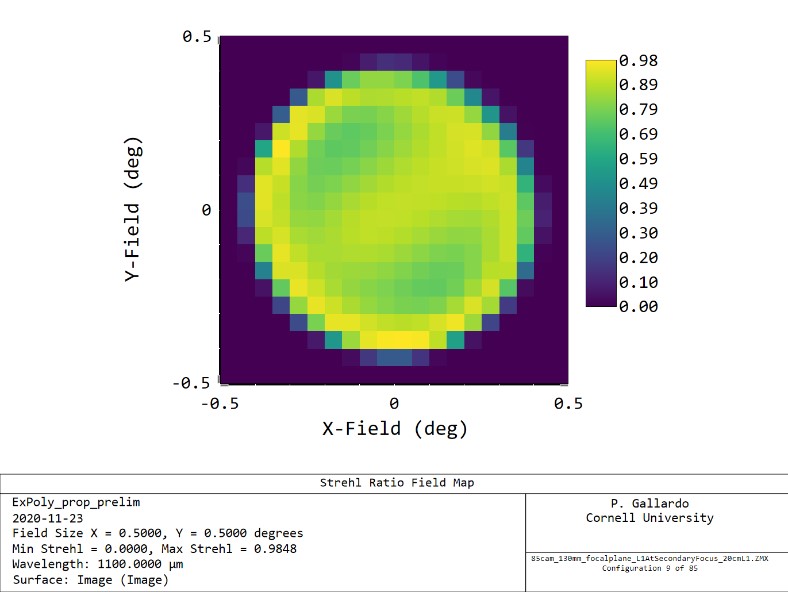 0.5
0
-0.5
Y-Field (deg)
-0.5
0
0.5
X-Field (deg)
0.98
0.89
0.79
0.69
0.59
0.49
0.39
0.30
0.20
0.10
0.00
Strehl Ratio Field Map
ExPoly_prop_prelim
2020-11-23
Field Size X = 0.5000, Y = 0.5000 degrees
Min Strehl = 0.0000, Max Strehl = 0.9848
Wavelength: 1100.0000 µm
Surface: Image (Image)
P. Gallardo
Cornell University
85cam_130mm_focalplane_L1AtSecondaryFocus_20cmL1.ZMX
Configuration 9 of 85